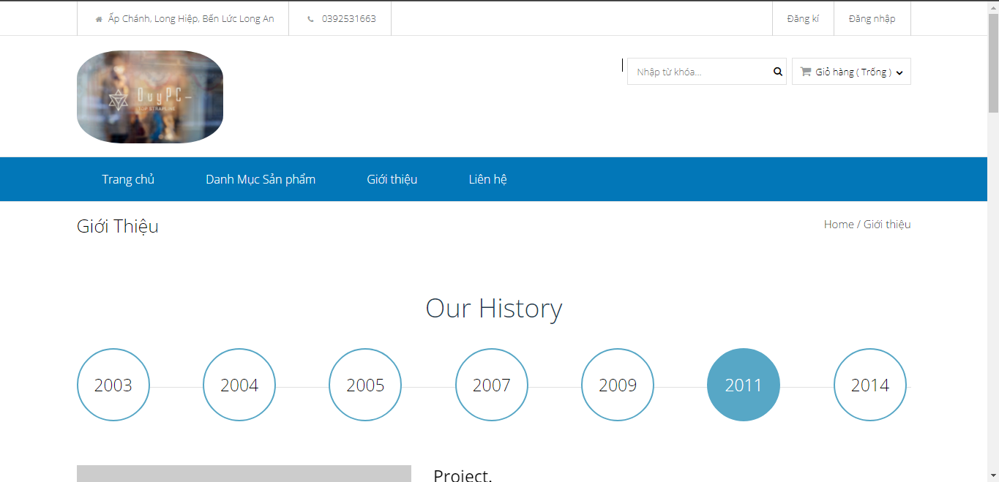 Ấp Chánh, Long Hiệp, Bến Lức Long An
0392531663
Đăng kí
Đăng nhập
DuyPC-
Nhập từ khóa...
Giỏ hàng ( Trống )
Trang chủ
Danh Mục Sản phẩm
Giới thiệu
Liên hệ
Giới Thiệu
Home / Giới thiệu
Our History
2003
2004
2005
2007
2009
2011
2014
Project.